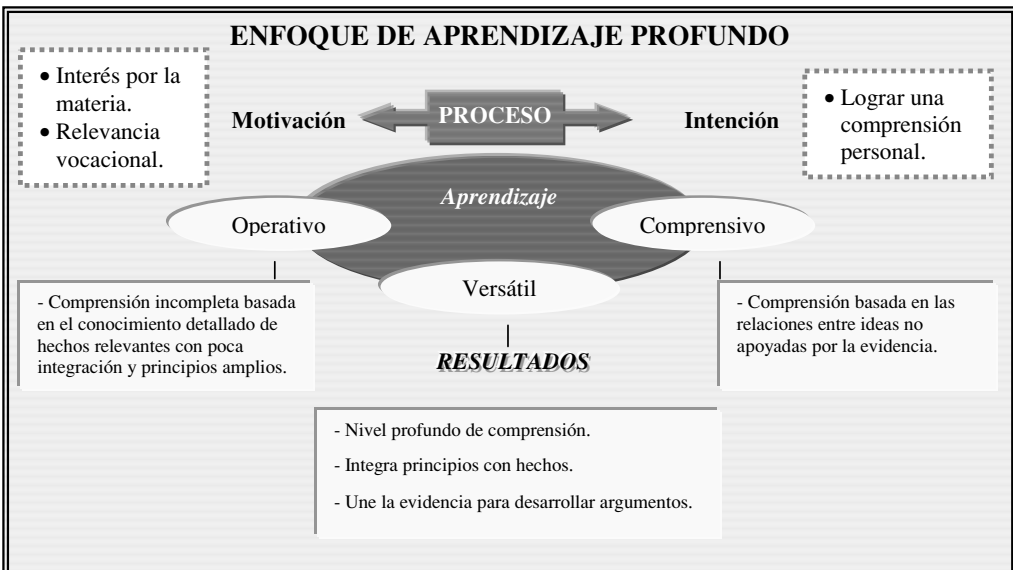 ENFOQUE DE APRENDIZAJE PROFUNDO
• Interés por la
materia.
• Relevancia
vocacional.
Motivación
PROCESO
Intención
• Lograr una
comprensión
personal.
Aprendizaje
Operativo
Comprensivo
Versátil
- Comprensión incompleta basada
en el conocimiento detallado de
hechos relevantes con poca
integración y principios amplios.
- Comprensión basada en las
relaciones entre ideas no
apoyadas por la evidencia.
RESULTADOS
- Nivel profundo de comprensión.
- Integra principios con hechos.
- Une la evidencia para desarrollar argumentos.